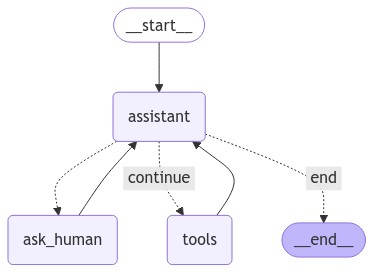 __start__
assistant
continue
end
ask_human
tools
__end__